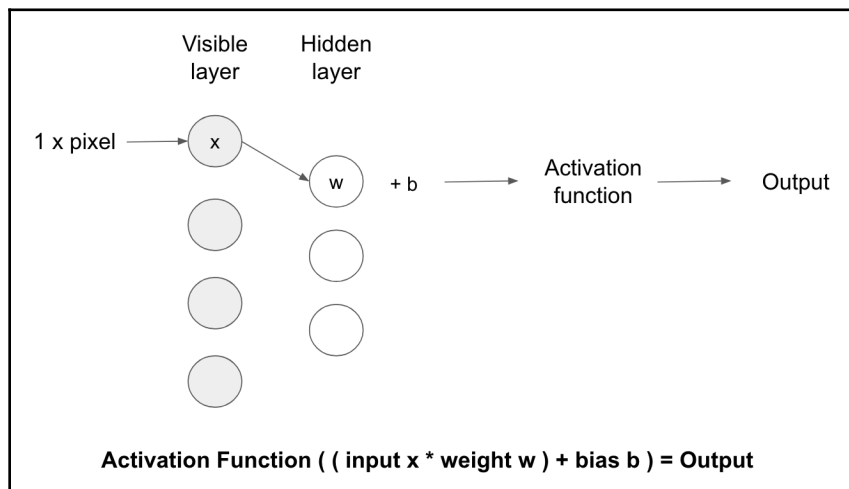 Visible
layer
Hidden
layer
1 x pixel
x
w
+ b
Activation
function
Output
Activation Function ( ( input x * weight w ) + bias b ) = Output